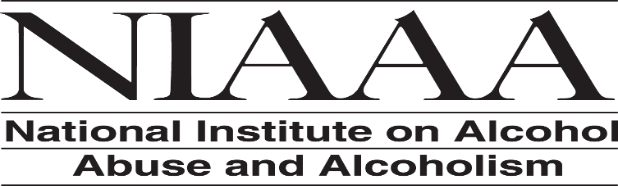 NIAAA
National Institute on Alcohol
Abuse and Alcoholism